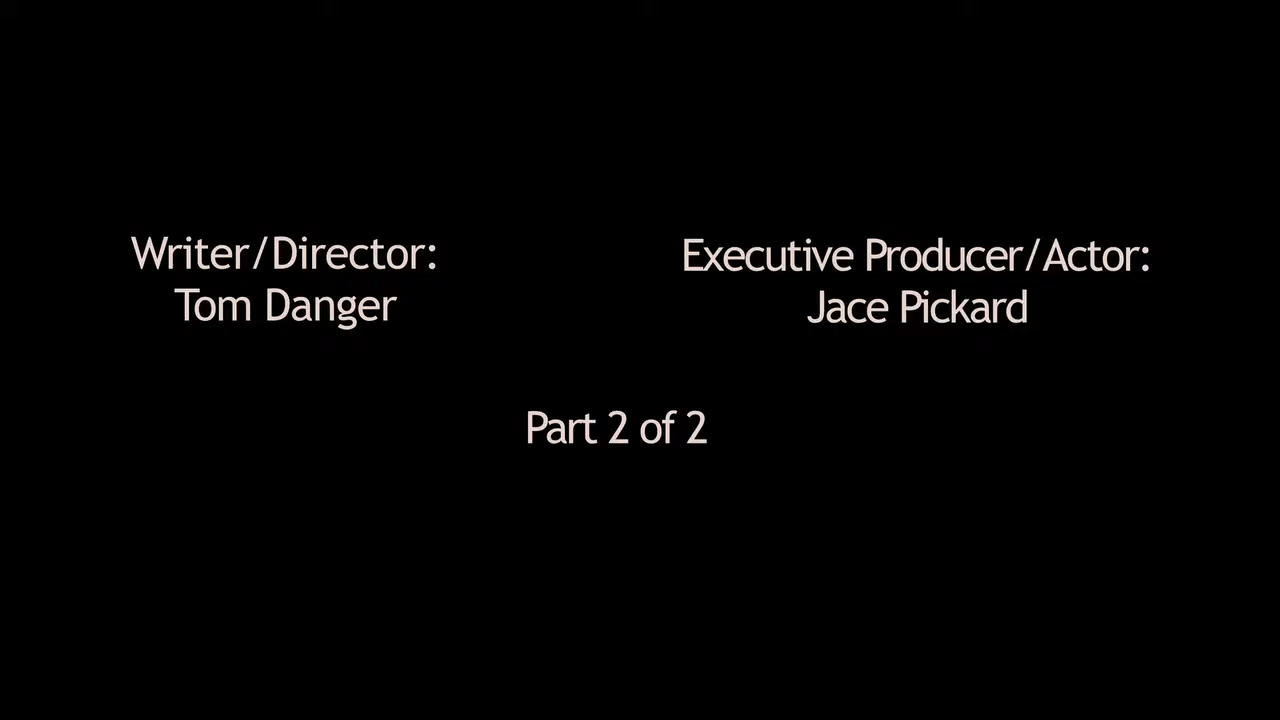 Writer/Director:
Tom Danger
Executive Producer/Actor:
Jace Pickard
Part 2 of 2